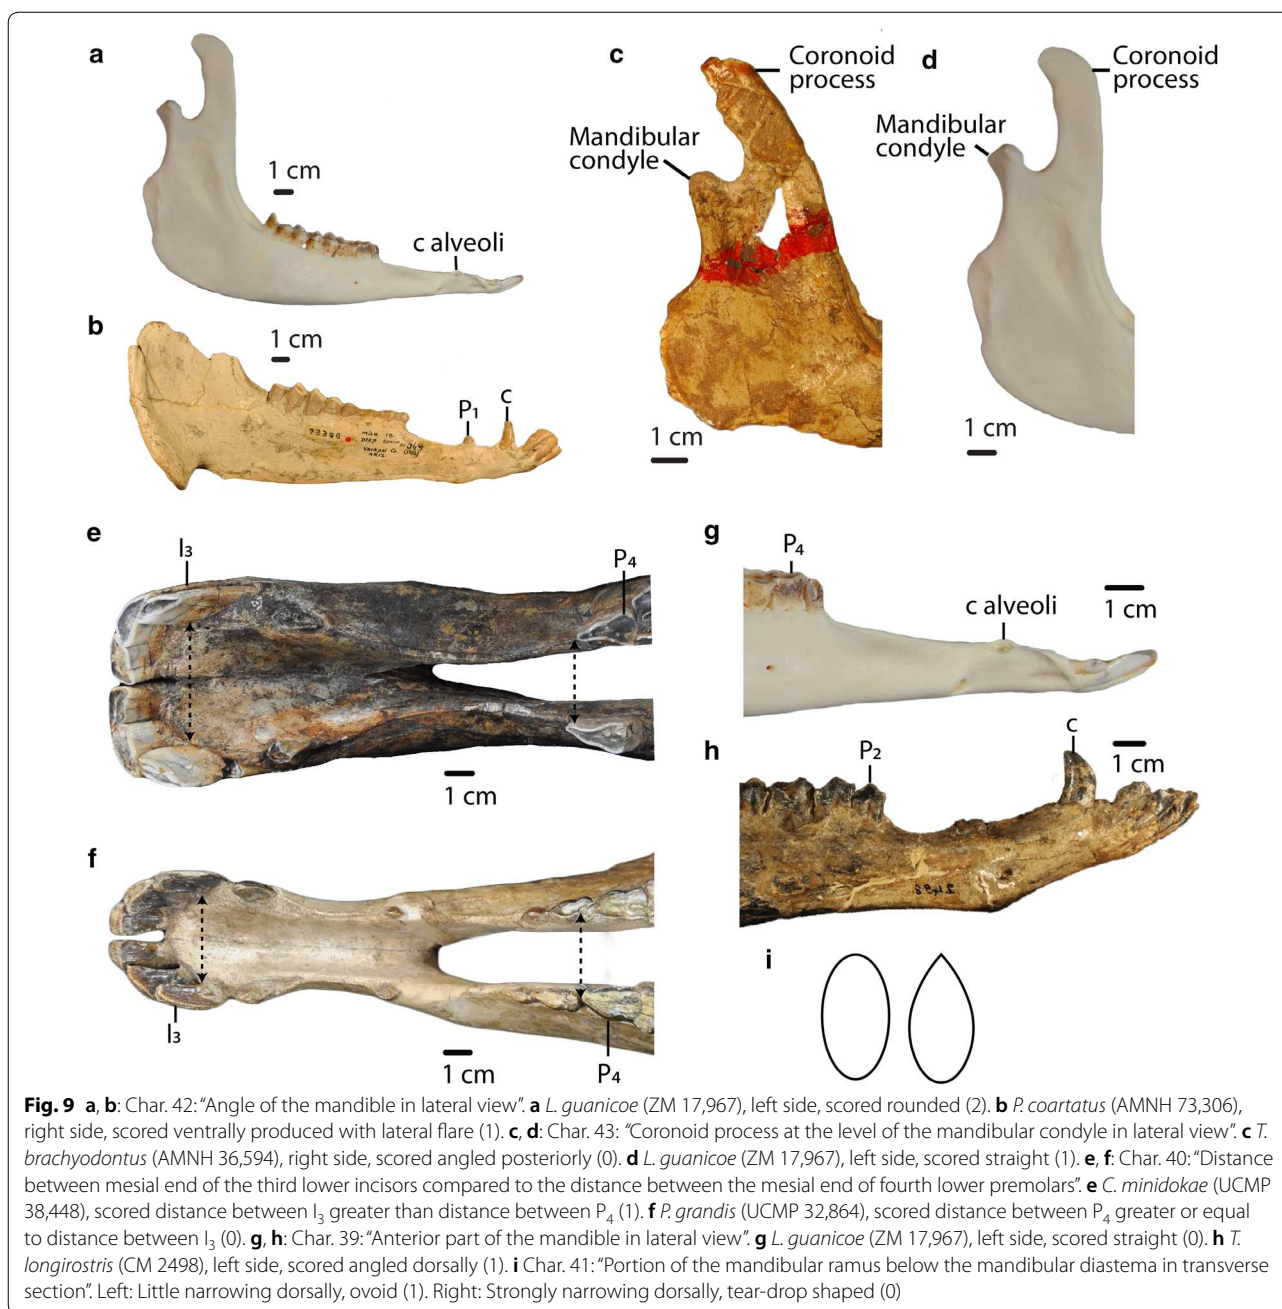 a
1 cm
c alveoli
b
1 cm
P₁
c
c
Coronoid
process
Mandibular
condyle
1 cm
d
Coronoid
process
Mandibular
condyle
1 cm
e
I₃
P₄
1 cm
f
I₃
1 cm
P₄
g
P₄
c alveoli
1 cm
h
P₂
c
1 cm
2498
i
Fig. 9 a, b: Char. 42: “Angle of the mandible in lateral view”. a L. guanicoe (ZM 17,967), left side, scored rounded (2). b P. coartatus (AMNH 73,306),
right side, scored ventrally produced with lateral flare (1). c, d: Char. 43: “Coronoid process at the level of the mandibular condyle in lateral view”. c T.
brachyodontus (AMNH 36,594), right side, scored angled posteriorly (0). d L. guanicoe (ZM 17,967), left side, scored straight (1). e, f: Char. 40: “Distance
between mesial end of the third lower incisors compared to the distance between the mesial end of fourth lower premolars”. e C. minidokae (UCMP
38,448), scored distance between I₃ greater than distance between P₄ (1). f P. grandis (UCMP 32,864), scored distance between P₄ greater or equal
to distance between I₃ (0). g, h: Char. 39: “Anterior part of the mandible in lateral view”. g L. guanicoe (ZM 17,967), left side, scored straight (0). h T.
longirostris (CM 2498), left side, scored angled dorsally (1). i Char. 41: “Portion of the mandibular ramus below the mandibular diastema in transverse
section”. Left: Little narrowing dorsally, ovoid (1). Right: Strongly narrowing dorsally, tear-drop shaped (0)